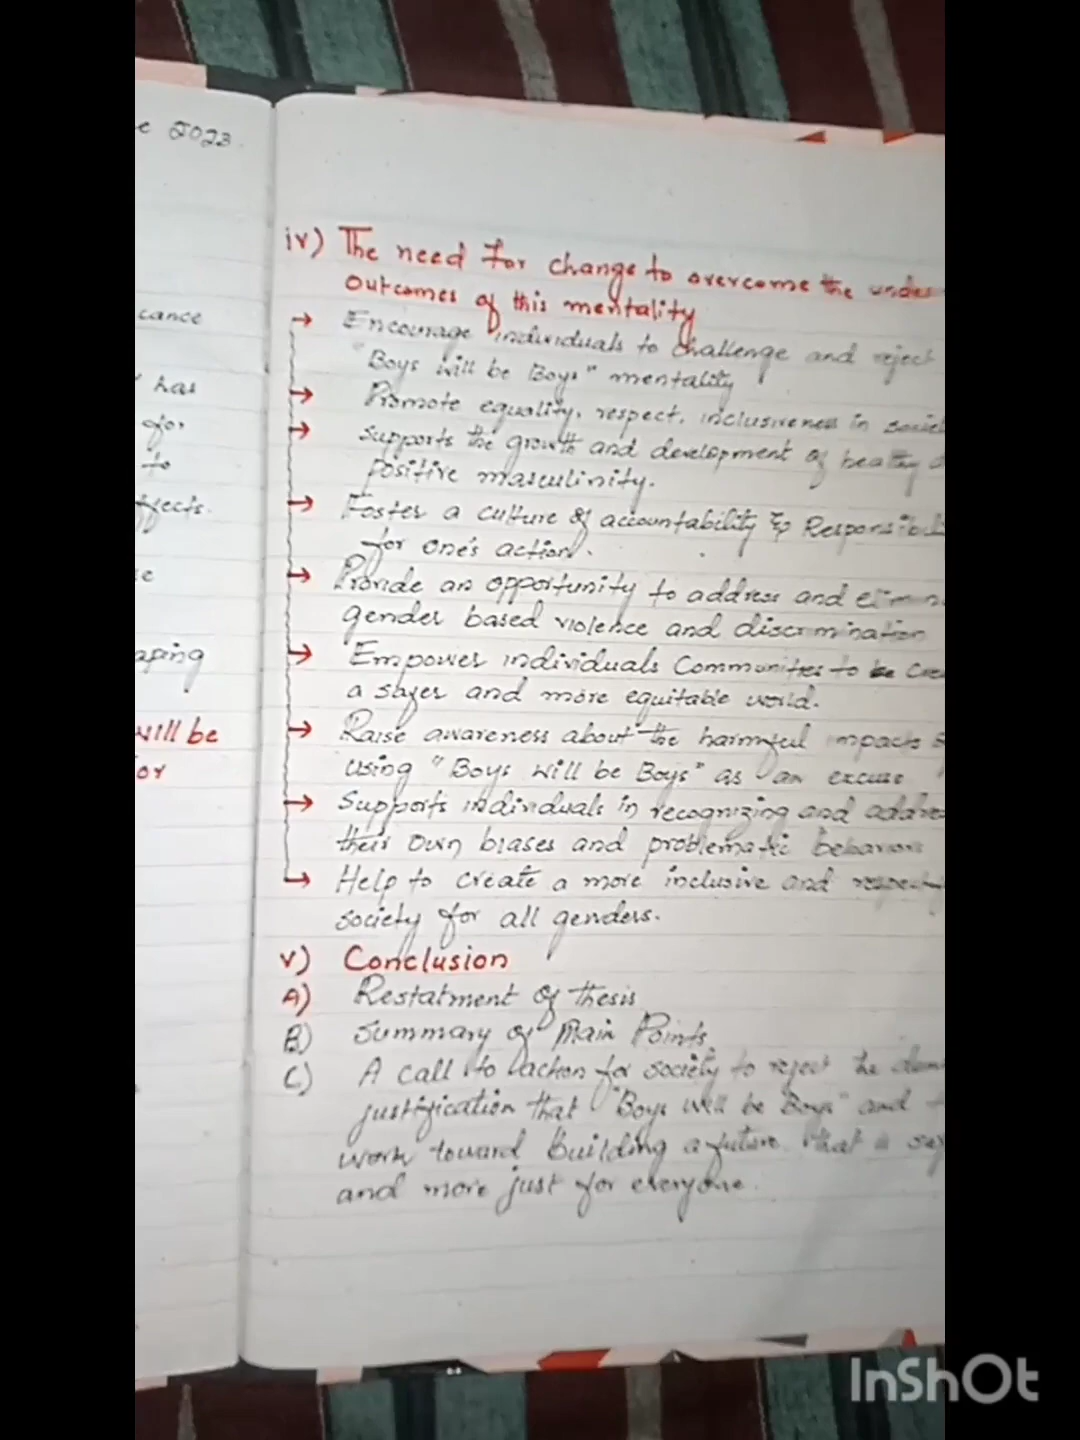 2023
cance
has
for
to
ffects.
aping
will be
or
iv) The need for change to overcome the
Outcomes of this mentality
→ Encourage individuals to challenge and reject
"Boys will be Boys" mentality
→ Promote equality, respect, inclusiveness in
→ supports the growth and development of
positive masculinity.
→ Foster a culture of accountability &
for one's action.
→ Provide an opportunity to address and
gender based violence and discrimination
→ Empower individuals Communities to
a safer and more equitable world.
→ Raise awareness about the harmful impacts
using "Boys will be Boys" as an excuse
→ Supports individuals in recognizing and
their own biases and problematic behaviors
→ Help to create a more inclusive and
society for all genders.
v) Conclusion
A) Restatment of thesis
B) Summary of Main Points
C) A call to action for society to reject the
justification that "Boys will be Boys" and
work toward building a future that is
and more just for everyone.
InShOt